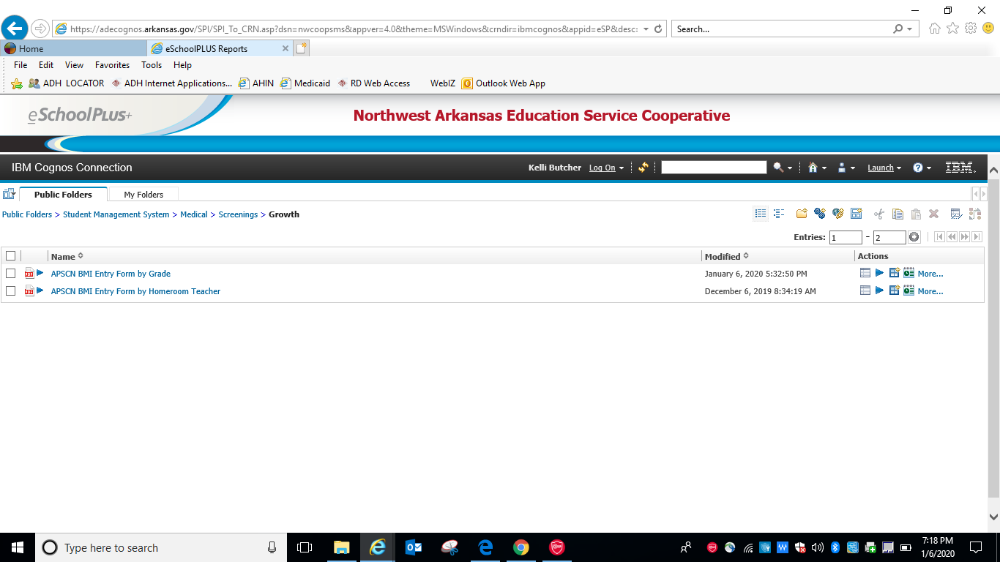 https://adecognos.arkansas.gov/SPI/SPI_To_CRN.asp?dsn=nwcoopsms&appver=4.0&theme=MSWindows&crndir=ibmcognos&appid=eSP&desc: Search...
Home eSchoolPLUS Reports
File Edit View Favorites Tools Help
ADH LOCATOR ADH Internet Applications... AHIN Medicaid RD Web Access WebIZ Outlook Web App
eSchoolPLUS+ Northwest Arkansas Education Service Cooperative
IBM Cognos Connection Kelli Butcher Log On Launch IBM.
Public Folders My Folders
Public Folders > Student Management System > Medical > Screenings > Growth
Entries: 1 - 2
Name Modified Actions
APSCN BMI Entry Form by Grade January 6, 2020 5:32:50 PM More...
APSCN BMI Entry Form by Homeroom Teacher December 6, 2019 8:34:19 AM More...
Type here to search 7:18 PM
1/6/2020